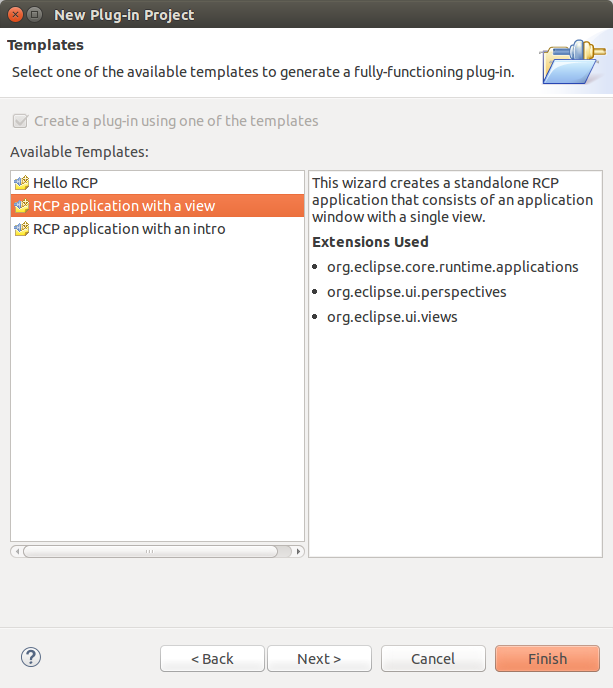 New Plug-in Project
Templates
Select one of the available templates to generate a fully-functioning plug-in.
Create a plug-in using one of the templates
Available Templates:
Hello RCP
RCP application with a view
RCP application with an intro
This wizard creates a standalone RCP
application that consists of an application
window with a single view.
Extensions Used
• org.eclipse.core.runtime.applications
• org.eclipse.ui.perspectives
• org.eclipse.ui.views
?
< Back
Next >
Cancel
Finish